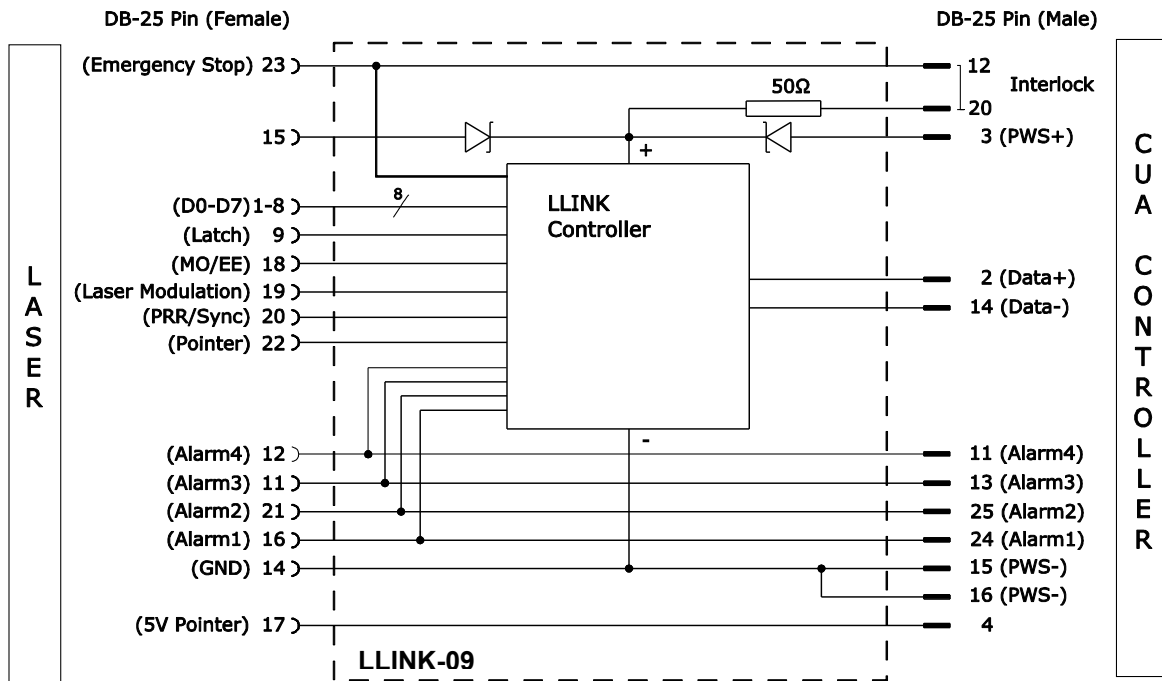 DB-25 Pin (Female)
DB-25 Pin (Male)
(Emergency Stop) 23
12
Interlock
50Ω
20
15
3 (PWS+)
+
LLINK
Controller
8
(D0-D7) 1-8
(Latch) 9
(MO/EE) 18
(Laser Modulation) 19
(PRR/Sync) 20
(Pointer) 22
2 (Data+)
14 (Data-)
-
(Alarm4) 12
11 (Alarm4)
(Alarm3) 11
13 (Alarm3)
(Alarm2) 21
25 (Alarm2)
(Alarm1) 16
24 (Alarm1)
(GND) 14
15 (PWS-)
16 (PWS-)
(5V Pointer) 17
4
LLINK-09
LASER
CUA CONTROLLER